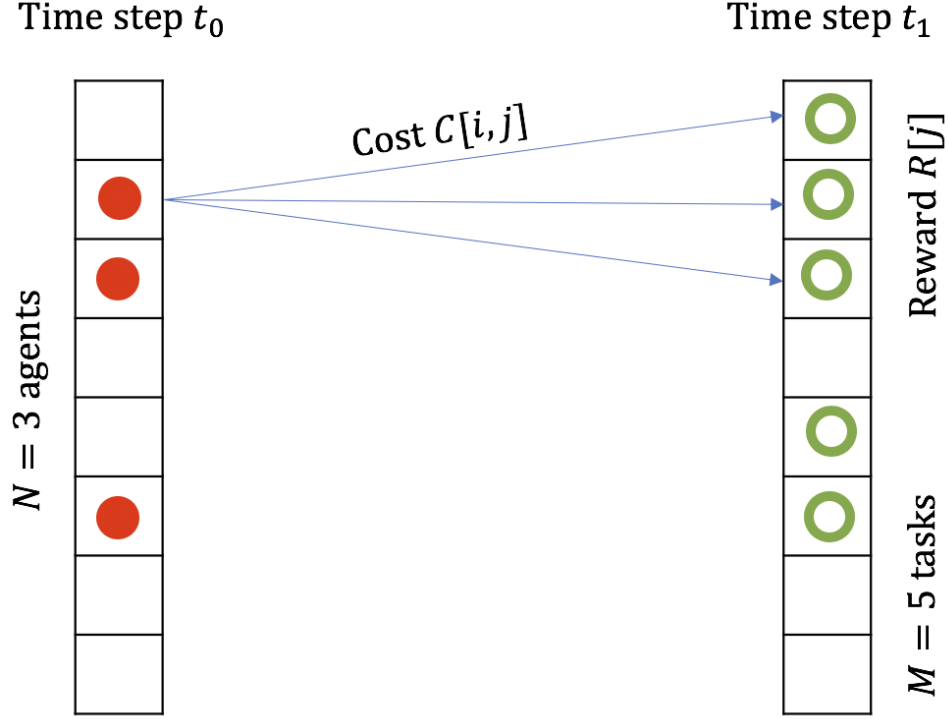 Time step t₀
Time step t₁
Cost C[i, j]
Reward R[j]
N = 3 agents
M = 5 tasks